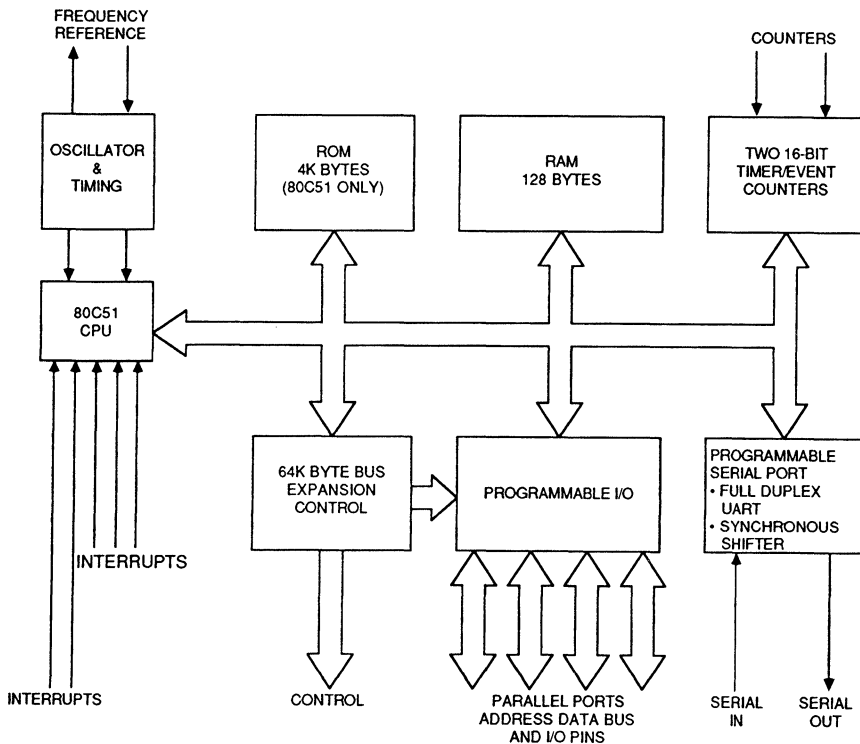 FREQUENCY
REFERENCE
COUNTERS
OSCILLATOR
&
TIMING
ROM
4K BYTES
(80C51 ONLY)
RAM
128 BYTES
TWO 16-BIT
TIMER/EVENT
COUNTERS
80C51
CPU
64K BYTE BUS
EXPANSION
CONTROL
PROGRAMMABLE I/O
PROGRAMMABLE
SERIAL PORT
• FULL DUPLEX
UART
• SYNCHRONOUS
SHIFTER
INTERRUPTS
INTERRUPTS
CONTROL
PARALLEL PORTS
ADDRESS DATA BUS
AND I/O PINS
SERIAL
IN
SERIAL
OUT